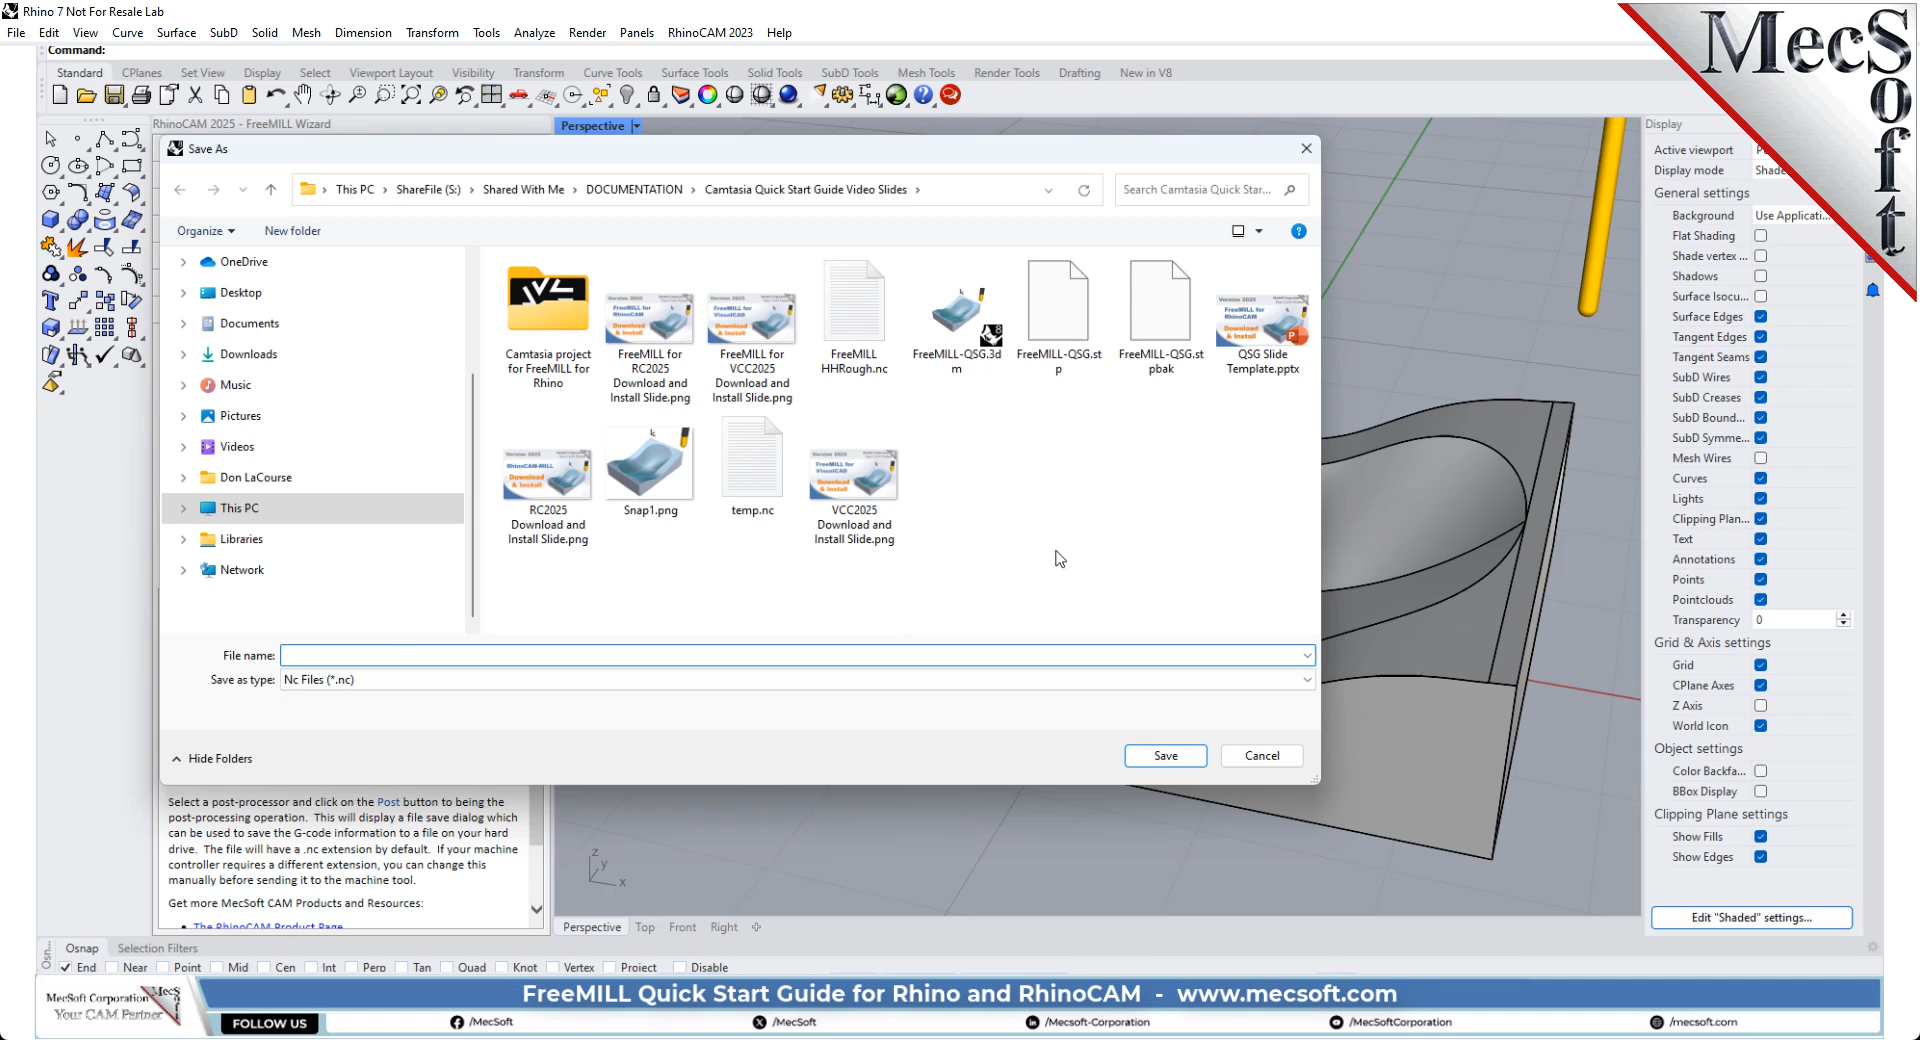 Rhino 7 Not For Resale Lab
File Edit View Curve Surface SubD Solid Mesh Dimension Transform Tools Analyze Render Panels RhinoCAM 2023 Help
Command:
Standard CPlanes Set View Display Select Viewport Layout Visibility Transform Curve Tools Surface Tools Solid Tools SubD Tools Mesh Tools Render Tools Drafting New in V8
MecSoft
RhinoCAM 2025 - FreeMILL Wizard
Perspective
Save As
This PC › ShareFile (S:) › Shared With Me › DOCUMENTATION › Camtasia Quick Start Guide Video Slides ›
Search Camtasia Quick Star...
Organize
New folder
OneDrive
Desktop
Documents
Downloads
Music
Pictures
Videos
Don LaCourse
This PC
Libraries
Network
Camtasia project
for FreeMILL for
Rhino
FreeMILL for
RC2025
Download and
Install Slide.png
FreeMILL for
VCC2025
Download and
Install Slide.png
FreeMILL
HHRough.nc
FreeMILL-QSG.3d
m
FreeMILL-QSG.st
p
FreeMILL-QSG.st
pbak
QSG Slide
Template.pptx
RC2025
Download and
Install Slide.png
Snap1.png
temp.nc
VCC2025
Download and
Install Slide.png
File name:
Save as type: Nc Files (*.nc)
Hide Folders
Save
Cancel
Select a post-processor and click on the Post button to being the
post-processing operation. This will display a file save dialog which
can be used to save the G-code information to a file on your hard
drive. The file will have a .nc extension by default. If your machine
controller requires a different extension, you can change this
manually before sending it to the machine tool.
Get more MecSoft CAM Products and Resources:
The RhinoCAM Product Page
z
y
x
Perspective Top Front Right
Display
Active viewport
Display mode Shade
General settings
Background Use Applicati...
Flat Shading
Shade vertex ...
Shadows
Surface Isocu...
Surface Edges
Tangent Edges
Tangent Seams
SubD Wires
SubD Creases
SubD Bound...
SubD Symme...
Mesh Wires
Curves
Lights
Clipping Plan...
Text
Annotations
Points
Pointclouds
Transparency 0
Grid & Axis settings
Grid
CPlane Axes
Z Axis
World Icon
Object settings
Color Backfa...
BBox Display
Clipping Plane settings
Show Fills
Show Edges
Edit "Shaded" settings...
Osn...
Osnap Selection Filters
End Near Point Mid Cen Int Perp Tan Quad Knot Vertex Project Disable
MecSoft Corporation
Your CAM Partner
FreeMILL Quick Start Guide for Rhino and RhinoCAM - www.mecsoft.com
FOLLOW US
/MecSoft
/MecSoft
/Mecsoft-Corporation
/MecSoftCorporation
/mecsoft.com